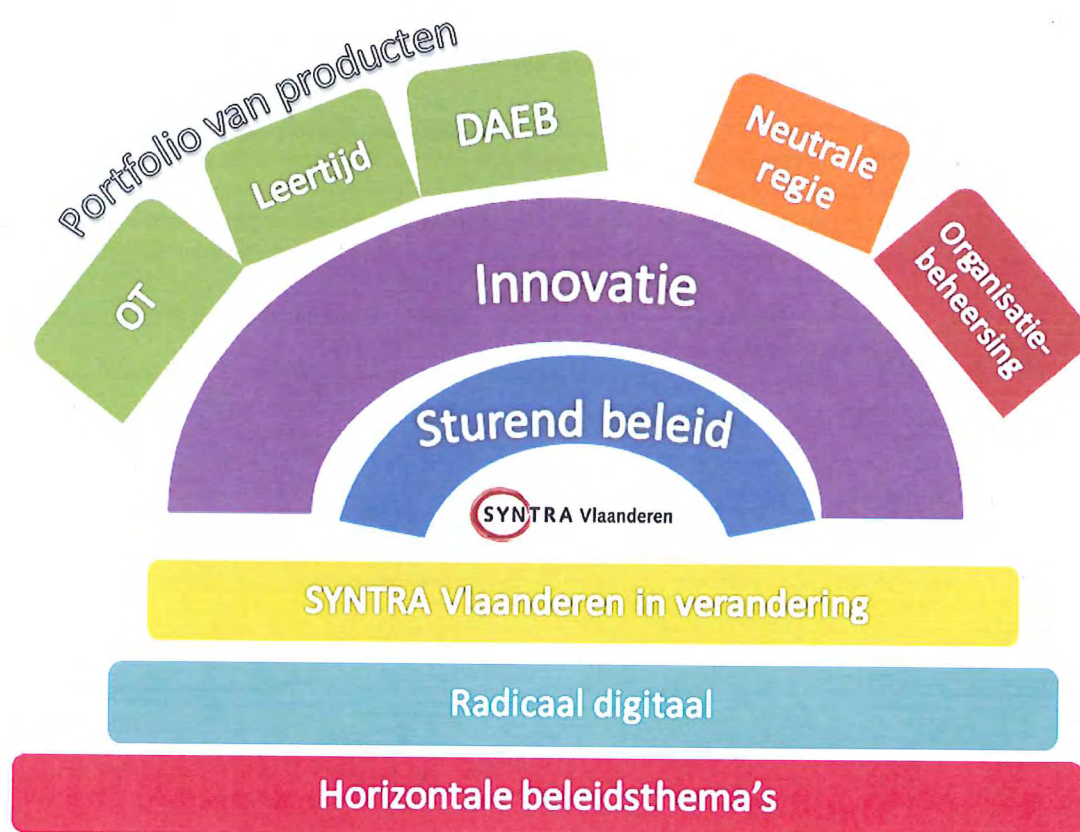 Portfolio van producten
OT
Leertijd
DAEB
Neutrale
regie
Organisatie-
beheersing
Innovatie
Sturend beleid
SYNTRA Vlaanderen
SYNTRA Vlaanderen in verandering
Radicaal digitaal
Horizontale beleidsthema's